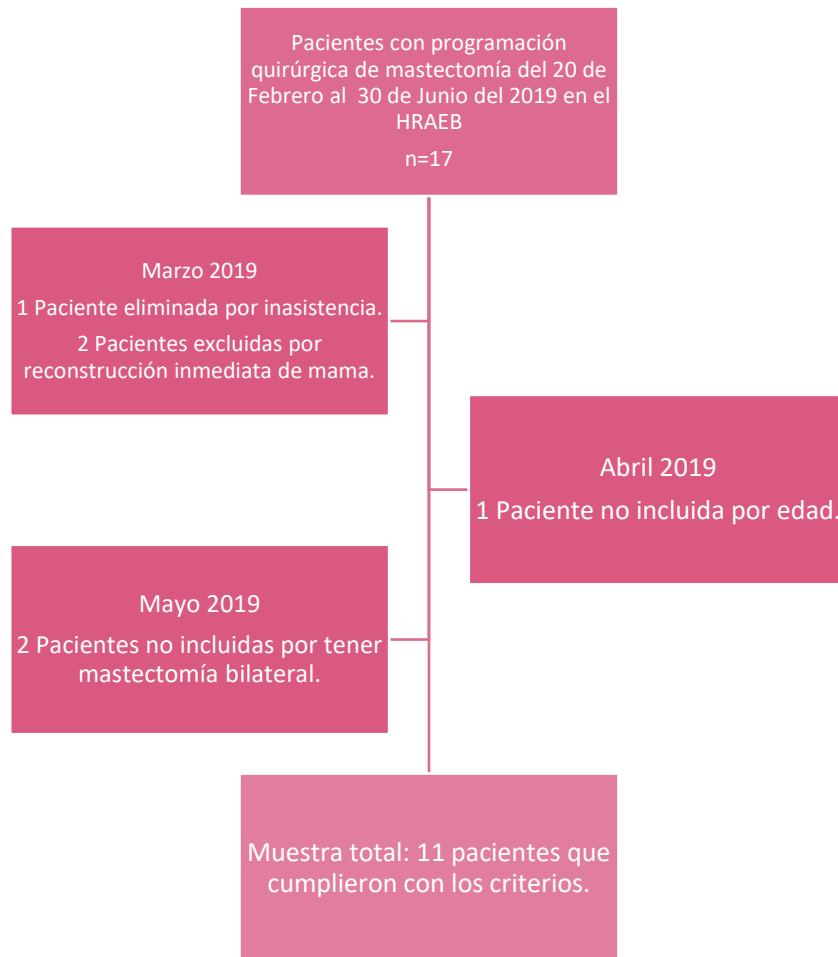 Pacientes con programación
quirúrgica de mastectomía del 20 de
Febrero al 30 de Junio del 2019 en el
HRAEB
n=17
Marzo 2019
1 Paciente eliminada por inasistencia.
2 Pacientes excluidas por
reconstrucción inmediata de mama.
Abril 2019
1 Paciente no incluida por edad.
Mayo 2019
2 Pacientes no incluidas por tener
mastectomía bilateral.
Muestra total: 11 pacientes que
cumplieron con los criterios.